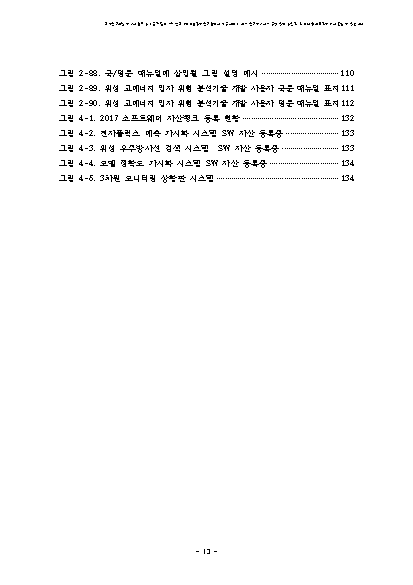 그림 2-88. 국/영문 매뉴얼에 삽입될 그림 설명 예시 110
그림 2-89. 위성 고에너지 입자 위험 분석기술 개발 사용자 국문 매뉴얼 표지 111
그림 2-90. 위성 고에너지 입자 위험 분석기술 개발 사용자 영문 매뉴얼 표지 112
그림 4-1. 2017 소프트웨어 자산뱅크 등록 현황 132
그림 4-2. 전자플럭스 예측 가시화 시스템 SW 자산 등록증 133
그림 4-3. 위성 우주방사선 검색 시스템 SW 자산 등록증 133
그림 4-4. 모델 정확도 가시화 시스템 SW 자산 등록증 134
그림 4-5. 3차원 모니터링 상황판 시스템 134
- 13 -